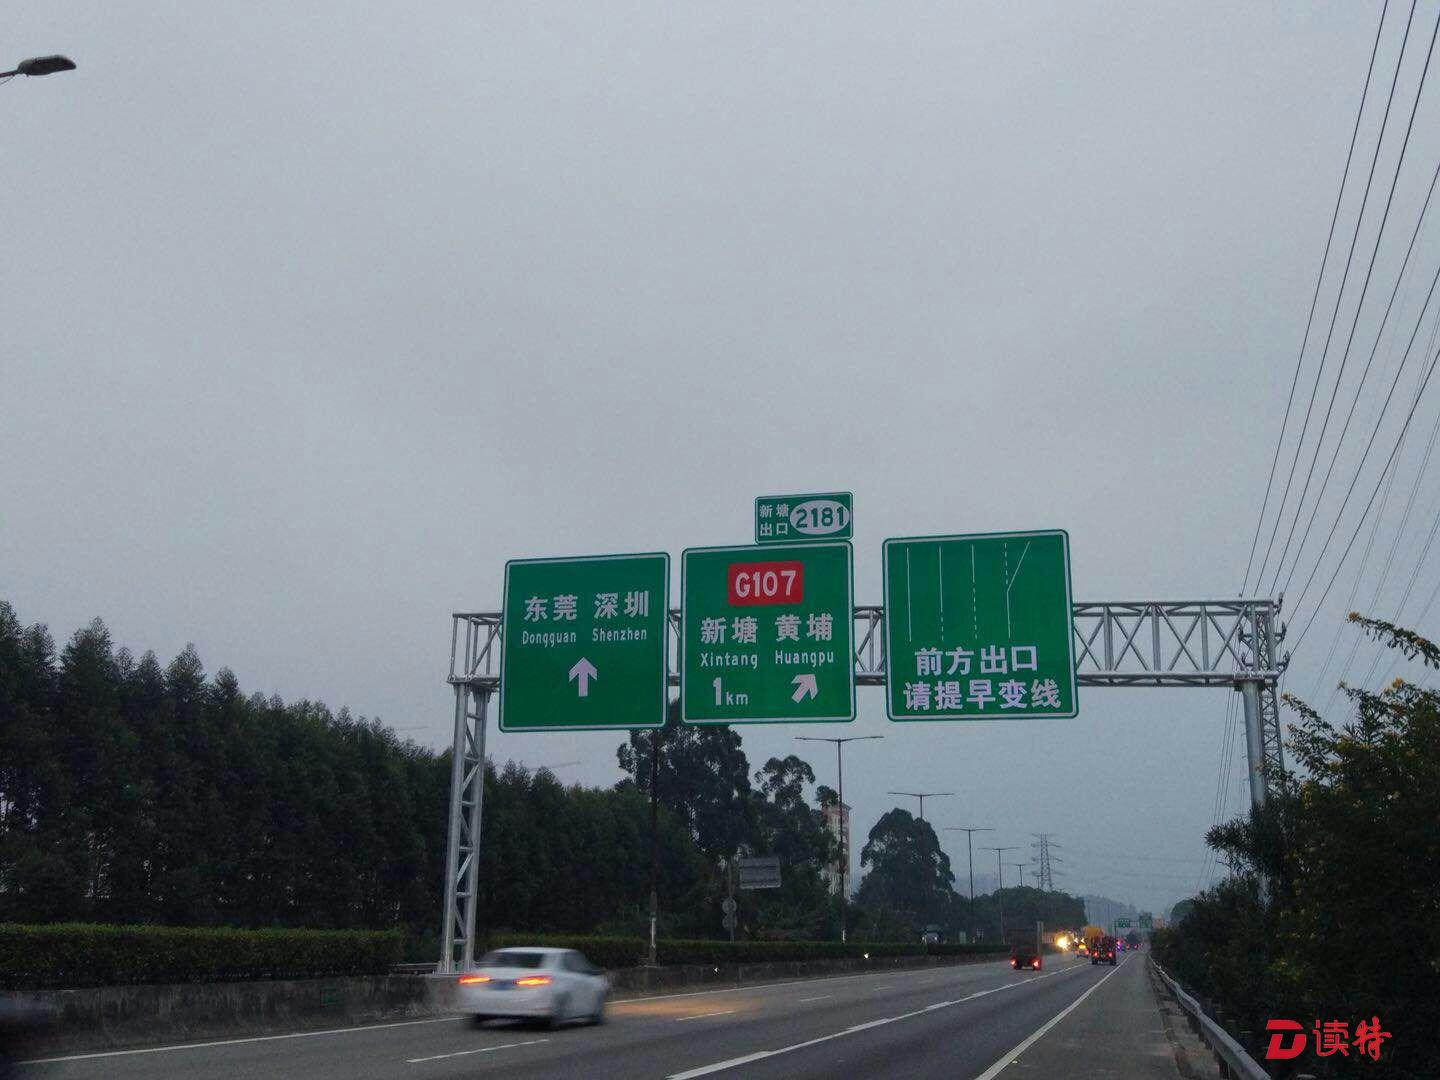 新塘
出口 2181
东莞 深圳
Dongguan Shenzhen
G107
新塘 黄埔
Xintang Huangpu
1km
前方出口
请提早变线
D读特